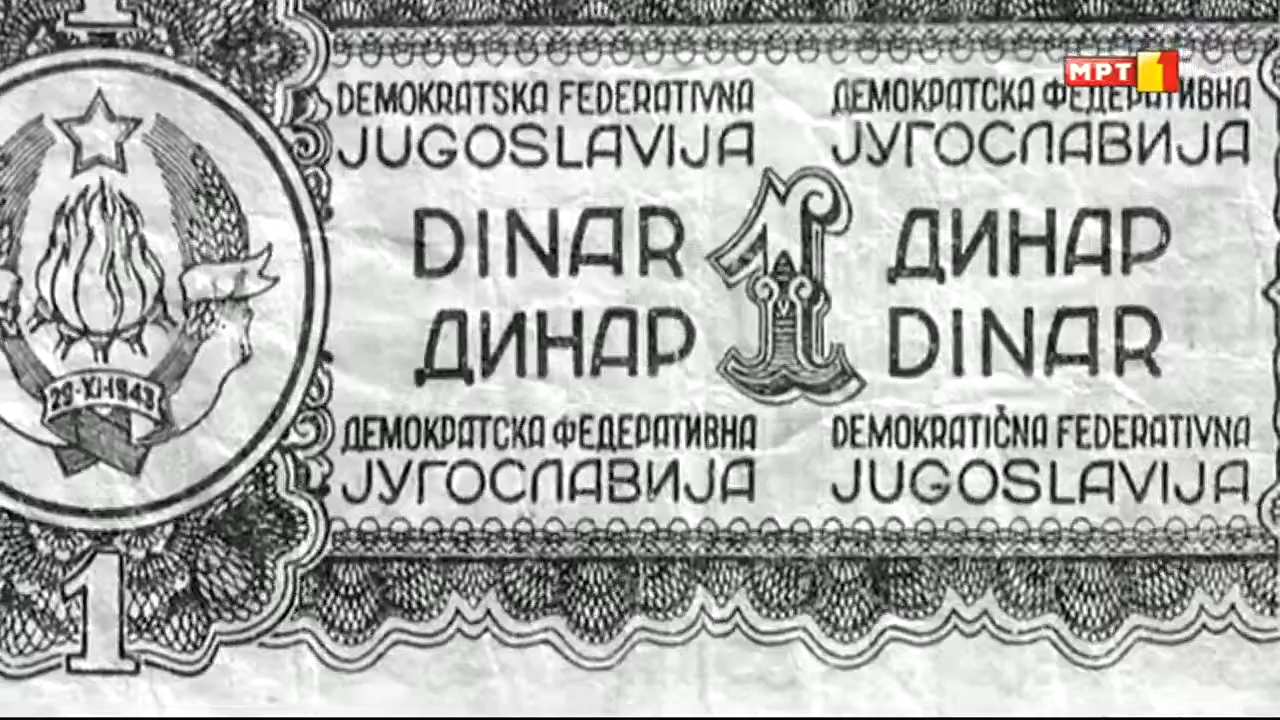 1
МРТ 1
DEMOKRATSKA FEDERATIVNA
JUGOSLAVIJA
ДЕМОКРАТСКА ФЕДЕРАТИВНА
ЈУГОСЛАВИЈА
DINAR
ДИНАР
1
ДИНАР
DINAR
29·XI·1943
ДЕМОКРАТСКА ФЕДЕРАТИВНА
ЈУГОСЛАВИЈА
DEMOKRATIČNA FEDERATIVNA
JUGOSLAVIJA
1